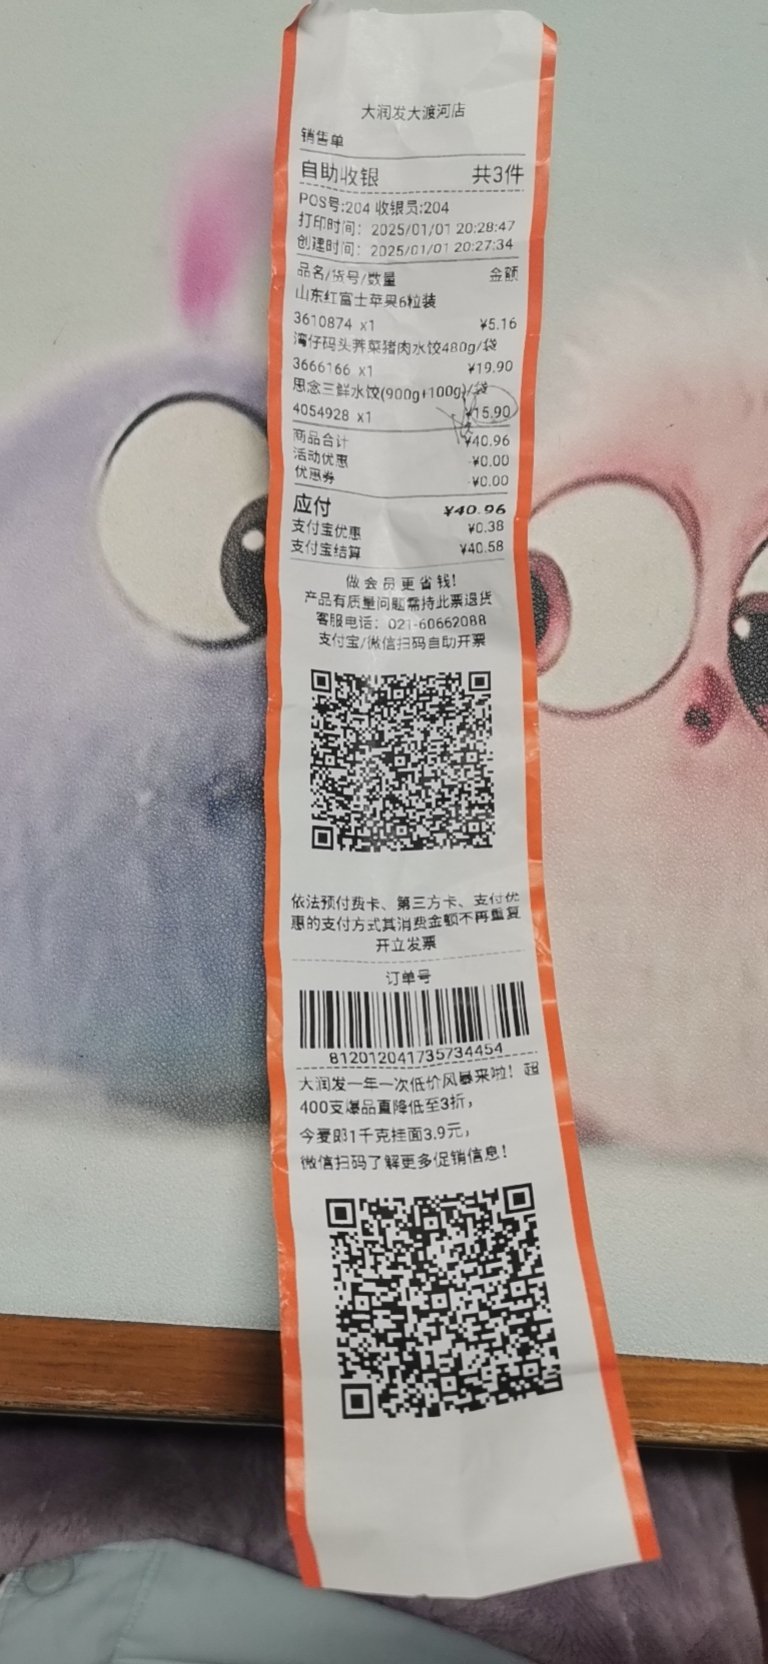 大润发大渡河店
销售单
自助收银 共3件
POS号:204 收银员:204
打印时间: 2025/01/01 20:28:47
创建时间: 2025/01/01 20:27:34
品名/货号/数量 金额
山东红富士苹果6粒装
3610874 x1 ¥5.16
湾仔码头荠菜猪肉水饺480g/袋
3666166 x1 ¥19.90
思念三鲜水饺(900g+100g)/袋
4054928 x1 ¥15.90
商品合计 ¥40.96
活动优惠 -¥0.00
优惠券 -¥0.00
应付 ¥40.96
支付宝优惠 ¥0.38
支付宝结算 ¥40.58
做会员更省钱!
产品有质量问题需持此票退货
客服电话: 021-60662088
支付宝/微信扫码自助开票
依法预付费卡、第三方卡、支付优
惠的支付方式其消费金额不再重复
开立发票
订单号
812012041735734454
大润发一年一次低价风暴来啦! 超
400支爆品直降低至3折,
今麦郎1千克挂面3.9元,
微信扫码了解更多促销信息!